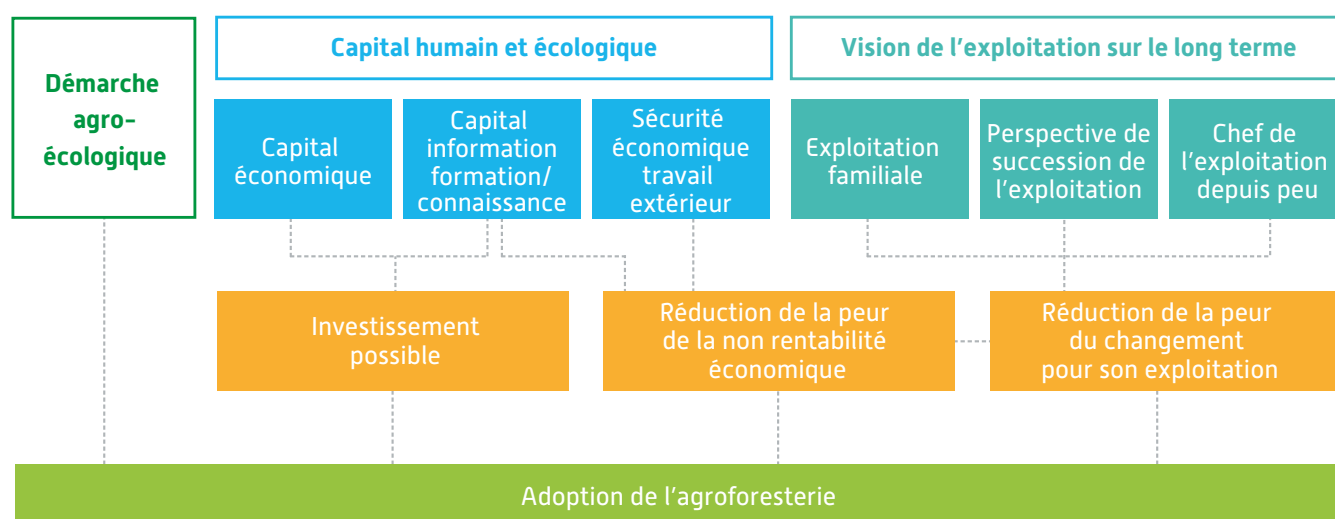 Démarche
agro-
écologique
Capital humain et écologique
Vision de l'exploitation sur le long terme
Capital
économique
Capital
information
formation/
connaissance
Sécurité
économique
travail
extérieur
Exploitation
familiale
Perspective de
succession de
l'exploitation
Chef de
l'exploitation
depuis peu
Investissement
possible
Réduction de la peur
de la non rentabilité
économique
Réduction de la peur
du changement
pour son exploitation
Adoption de l'agroforesterie